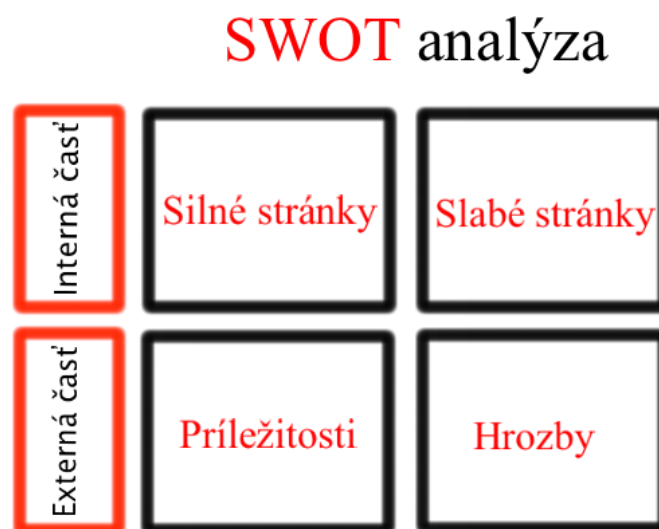 SWOT analýza
Interná časť
Silné stránky
Slabé stránky
Externá časť
Príležitosti
Hrozby